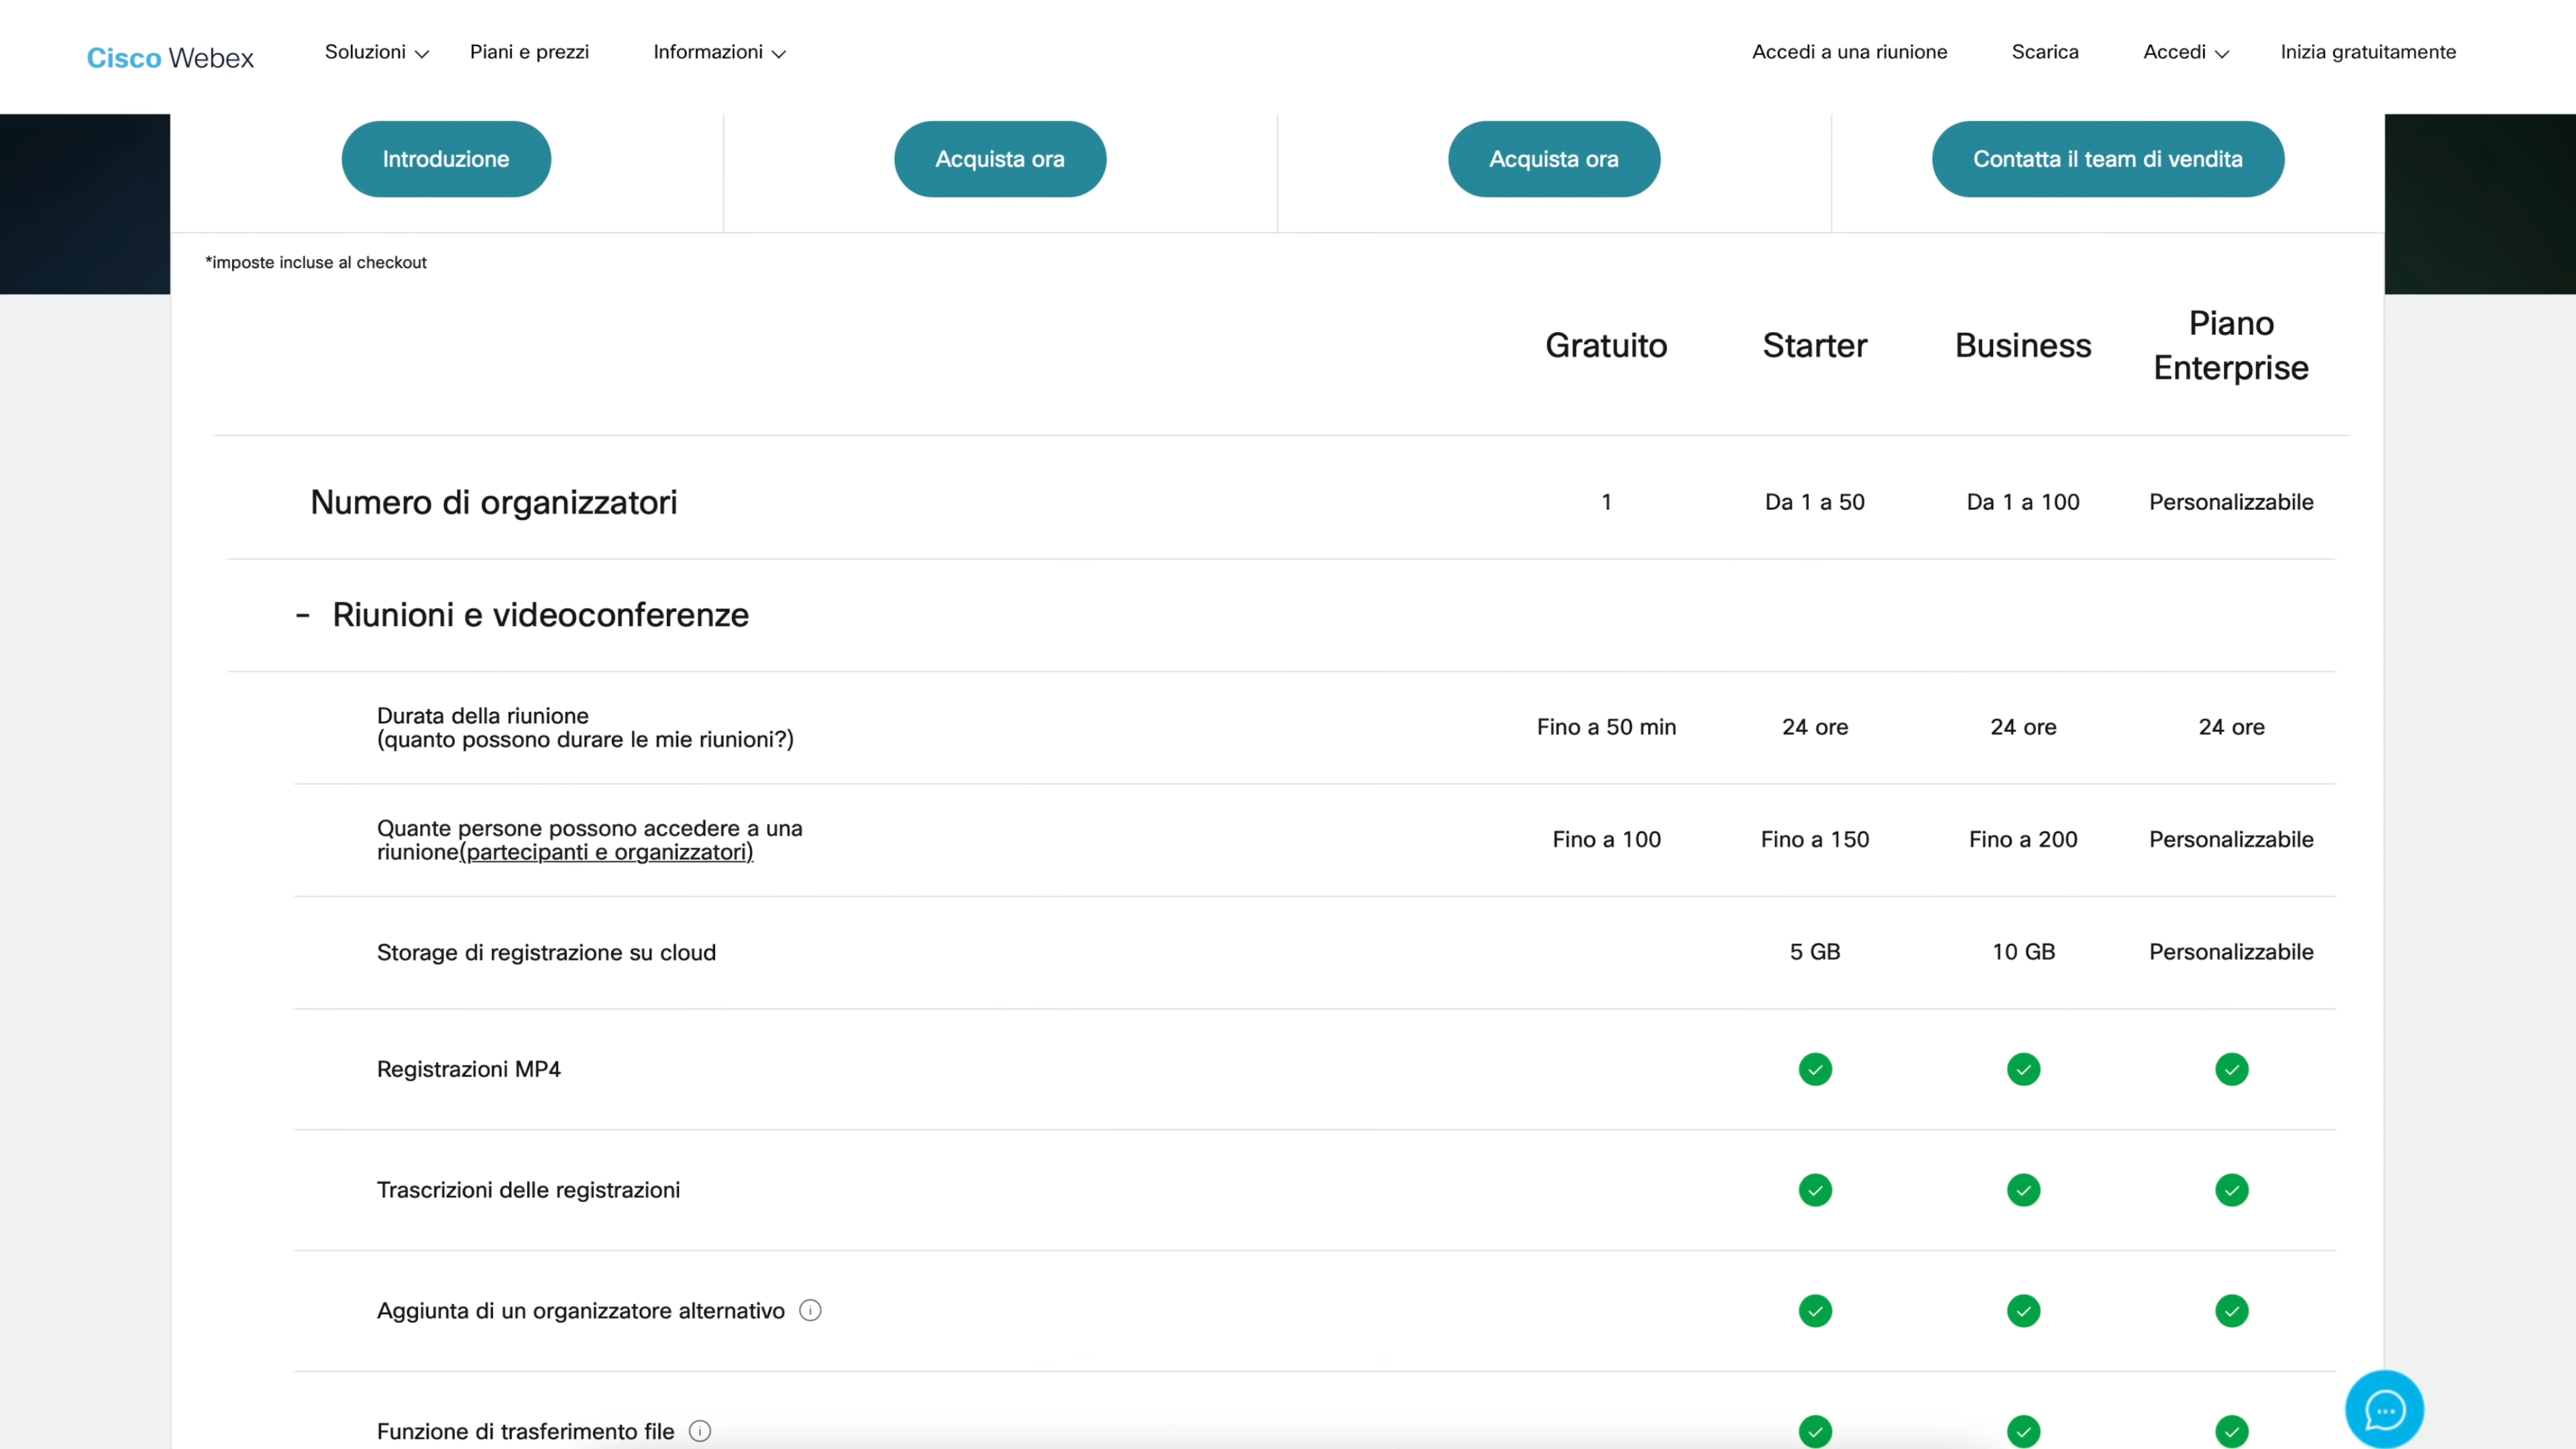 Cisco Webex Soluzioni Piani e prezzi Informazioni Accedi a una riunione Scarica Accedi Inizia gratuitamente
Introduzione Acquista ora Acquista ora Contatta il team di vendita
*imposte incluse al checkout
Gratuito Starter Business Piano
Enterprise
Numero di organizzatori 1 Da 1 a 50 Da 1 a 100 Personalizzabile
- Riunioni e videoconferenze
Durata della riunione
(quanto possono durare le mie riunioni?) Fino a 50 min 24 ore 24 ore 24 ore
Quante persone possono accedere a una
riunione(partecipanti e organizzatori) Fino a 100 Fino a 150 Fino a 200 Personalizzabile
Storage di registrazione su cloud 5 GB 10 GB Personalizzabile
Registrazioni MP4
Trascrizioni delle registrazioni
Aggiunta di un organizzatore alternativo
Funzione di trasferimento file